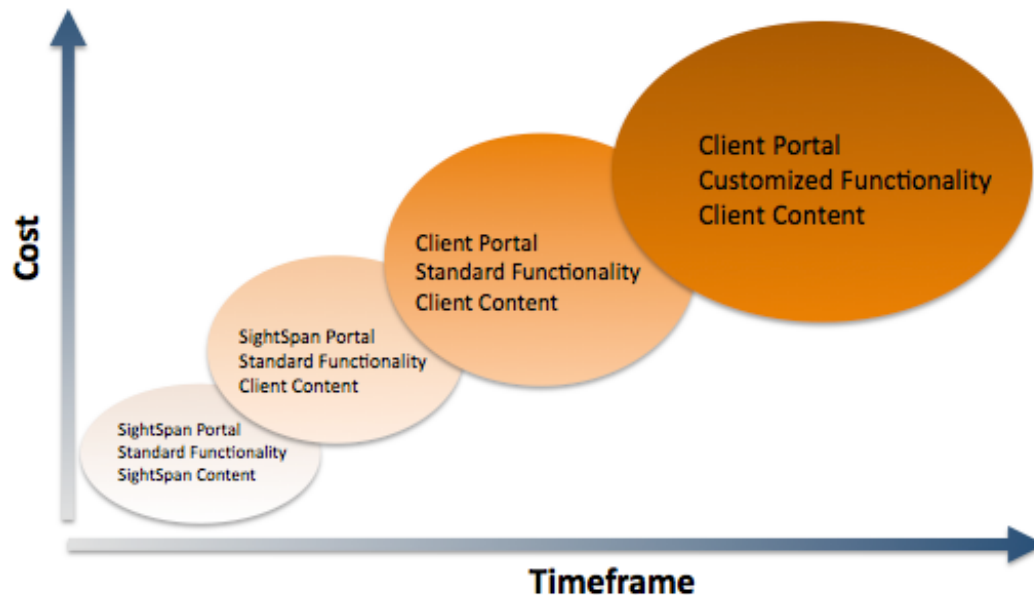 Cost
Client Portal
Customized Functionality
Client Content
Client Portal
Standard Functionality
Client Content
SightSpan Portal
Standard Functionality
Client Content
SightSpan Portal
Standard Functionality
SightSpan Content
Timeframe